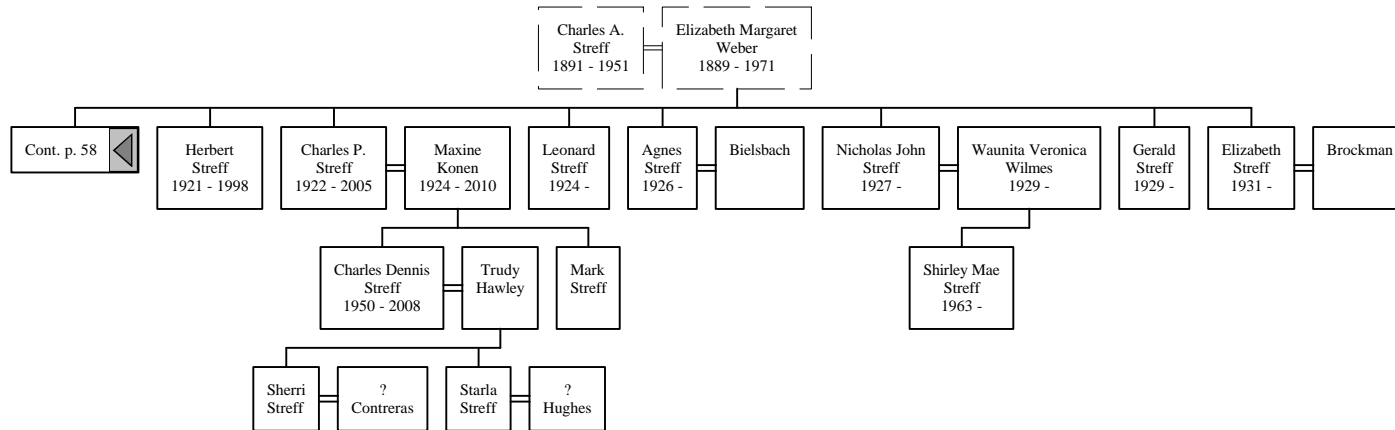 Charles A.
Streff
1891 - 1951
Elizabeth Margaret
Weber
1889 - 1971
Cont. p. 58
Herbert
Streff
1921 - 1998
Charles P.
Streff
1922 - 2005
Maxine
Konen
1924 - 2010
Leonard
Streff
1924 -
Agnes
Streff
1926 -
Bielsbach
Nicholas John
Streff
1927 -
Waunita Veronica
Wilmes
1929 -
Gerald
Streff
1929 -
Elizabeth
Streff
1931 -
Brockman
Charles Dennis
Streff
1950 - 2008
Trudy
Hawley
Mark
Streff
Shirley Mae
Streff
1963 -
Sherri
Streff
?
Contreras
Starla
Streff
?
Hughes